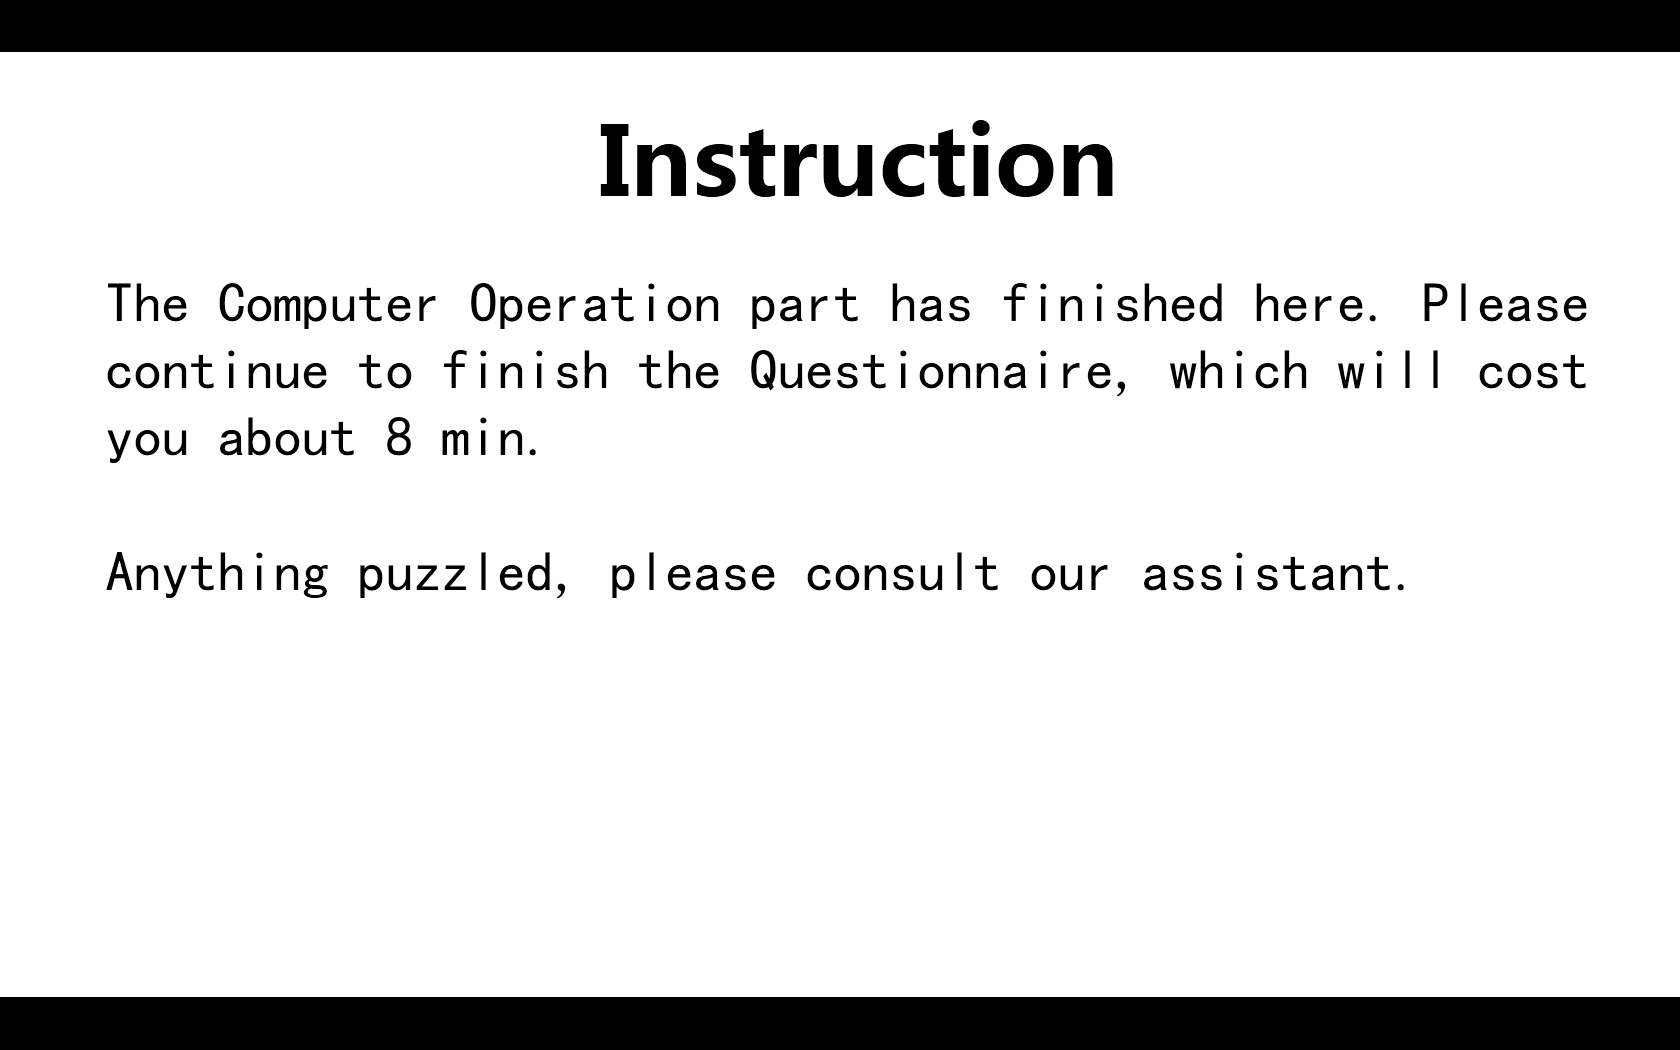 Instruction
The Computer Operation part has finished here. Please
continue to finish the Questionnaire, which will cost
you about 8 min.
Anything puzzled, please consult our assistant.